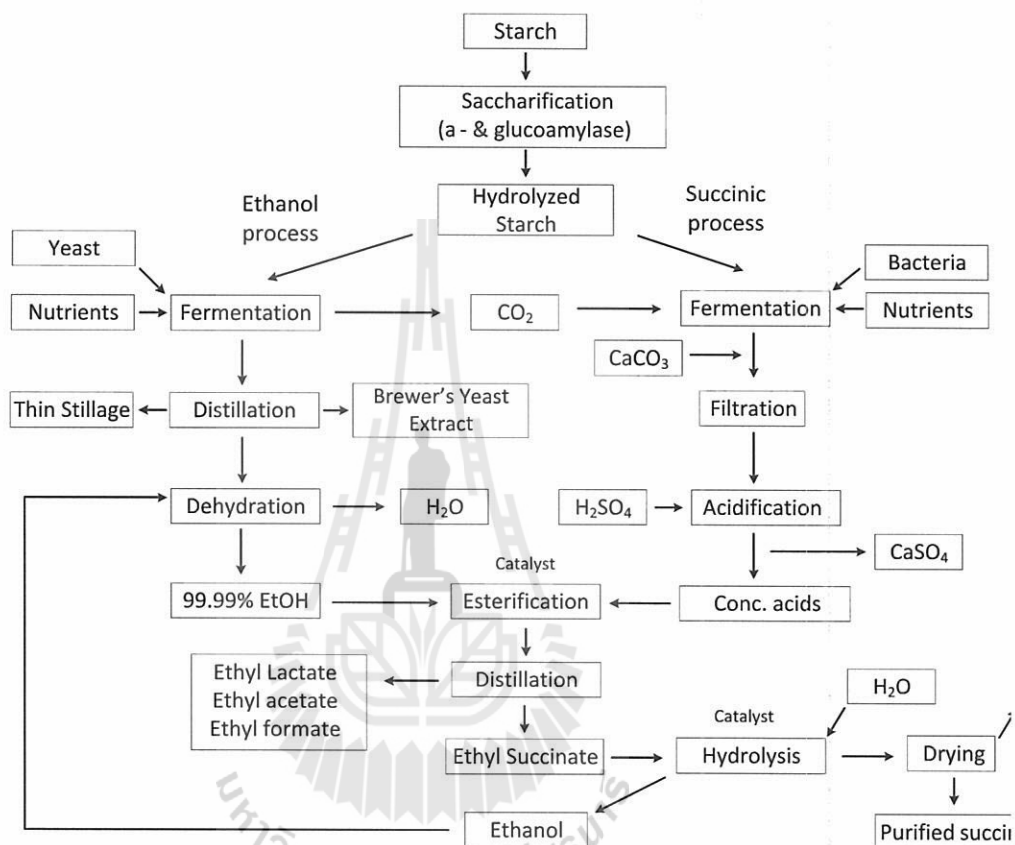 Starch
Saccharification
(a - & glucoamylase)
Hydrolyzed
Starch
Ethanol
process
Succinic
process
Yeast
Bacteria
Nutrients
Fermentation
CO₂
Fermentation
Nutrients
CaCO₃
Thin Stillage
Distillation
Brewer's Yeast
Extract
Filtration
Dehydration
H₂O
H₂SO₄
Acidification
CaSO₄
Catalyst
99.99% EtOH
Esterification
Conc. acids
Ethyl Lactate
Ethyl acetate
Ethyl formate
Distillation
H₂O
Catalyst
Ethyl Succinate
Hydrolysis
Drying
Ethanol
Purified succi